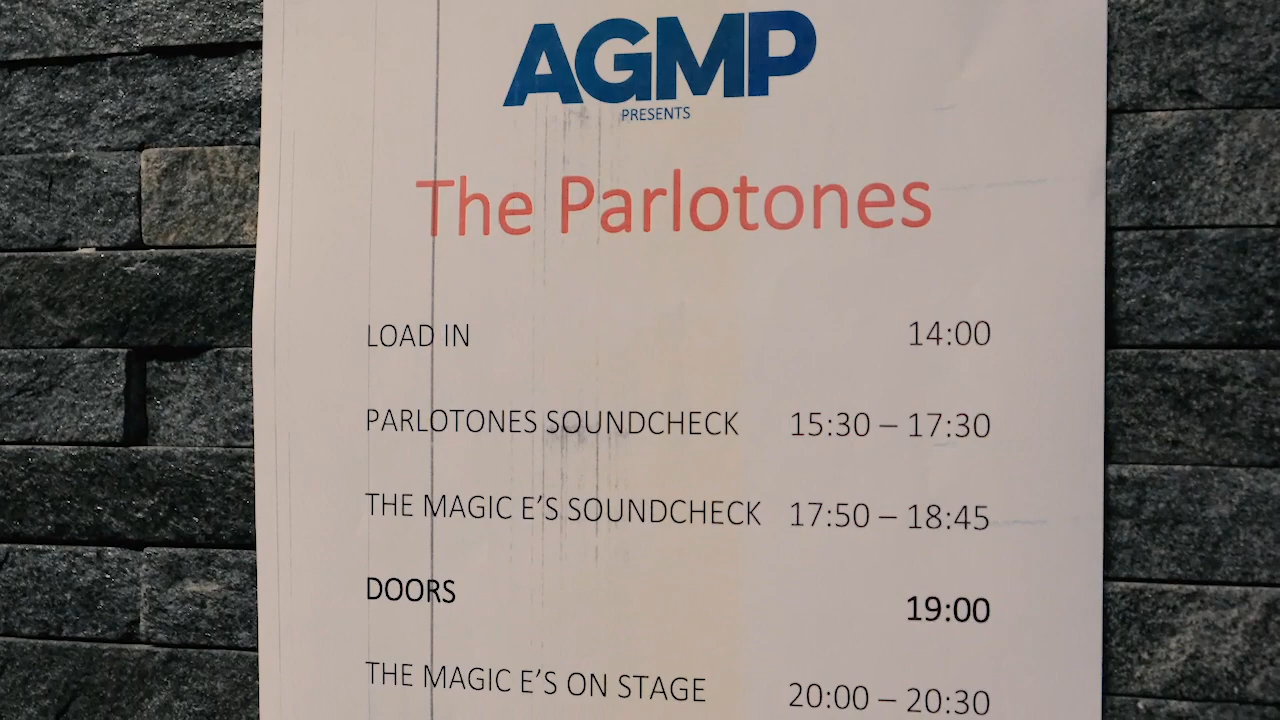 AGMP
PRESENTS
The Parlotones
LOAD IN 14:00
PARLOTONES SOUNDCHECK 15:30 – 17:30
THE MAGIC E’S SOUNDCHECK 17:50 – 18:45
DOORS 19:00
THE MAGIC E’S ON STAGE 20:00 – 20:30